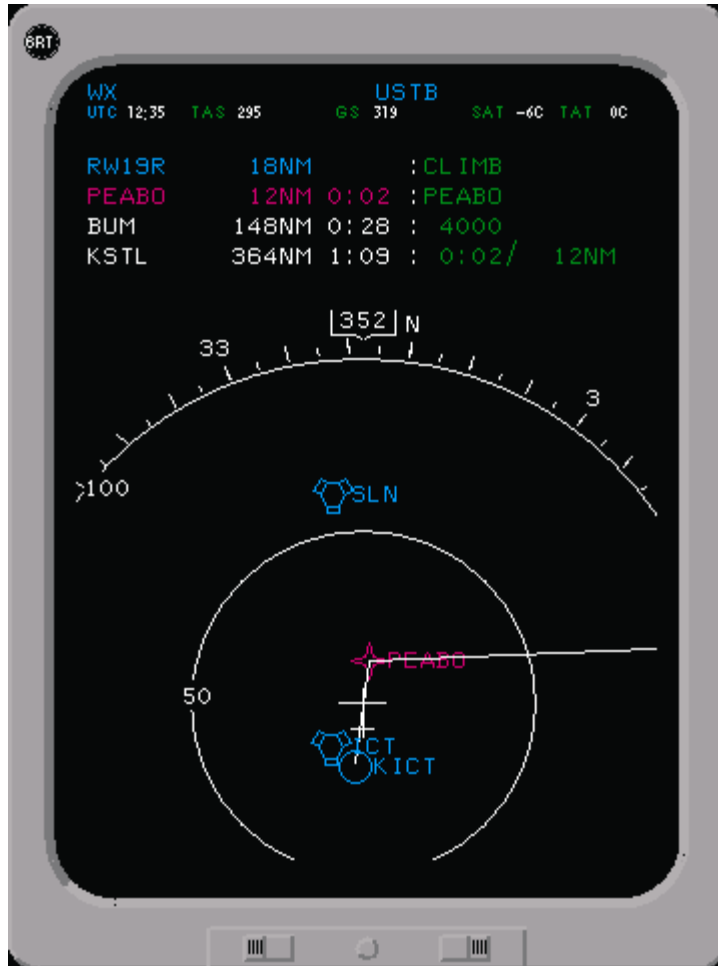 BRT
WX USTB
UTC 12:35 TAS 295 GS 319 SAT -6C TAT 0C
RW19R 18NM :CLIMB
PEABO 12NM 0:02 :PEABO
BUM 148NM 0:28 : 4000
KSTL 364NM 1:09 : 0:02/ 12NM
352 N
33
3
100
SLN
PEABO
50
ICT
KICT